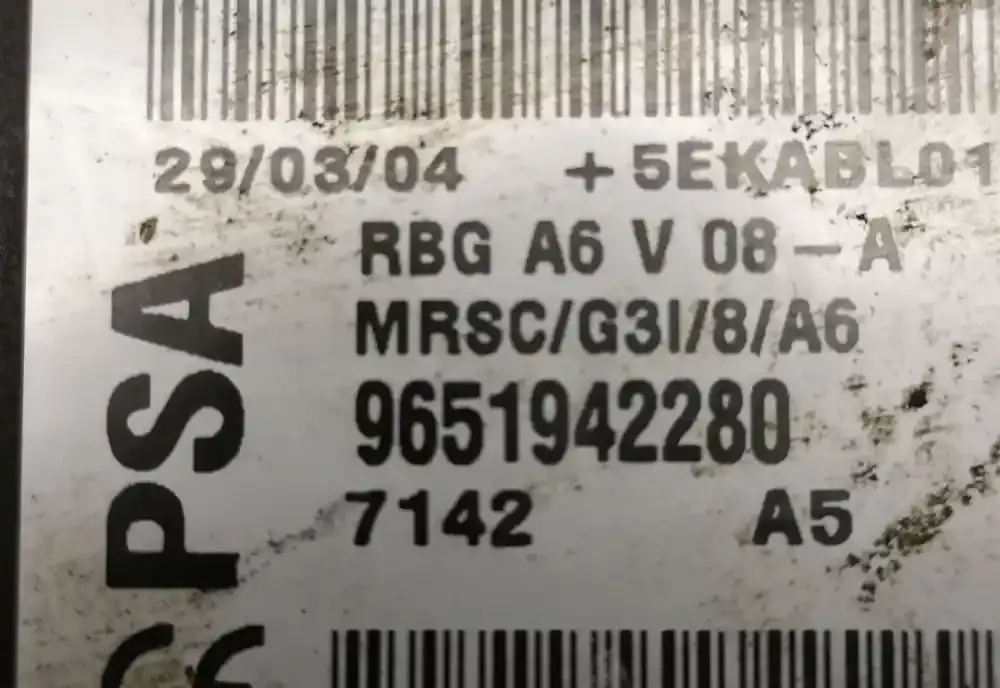 29/03/04 +5EKABL01
RBG A6 V 08-A
MRSC/G3I/8/A6
9651942280
7142 A5
PSA